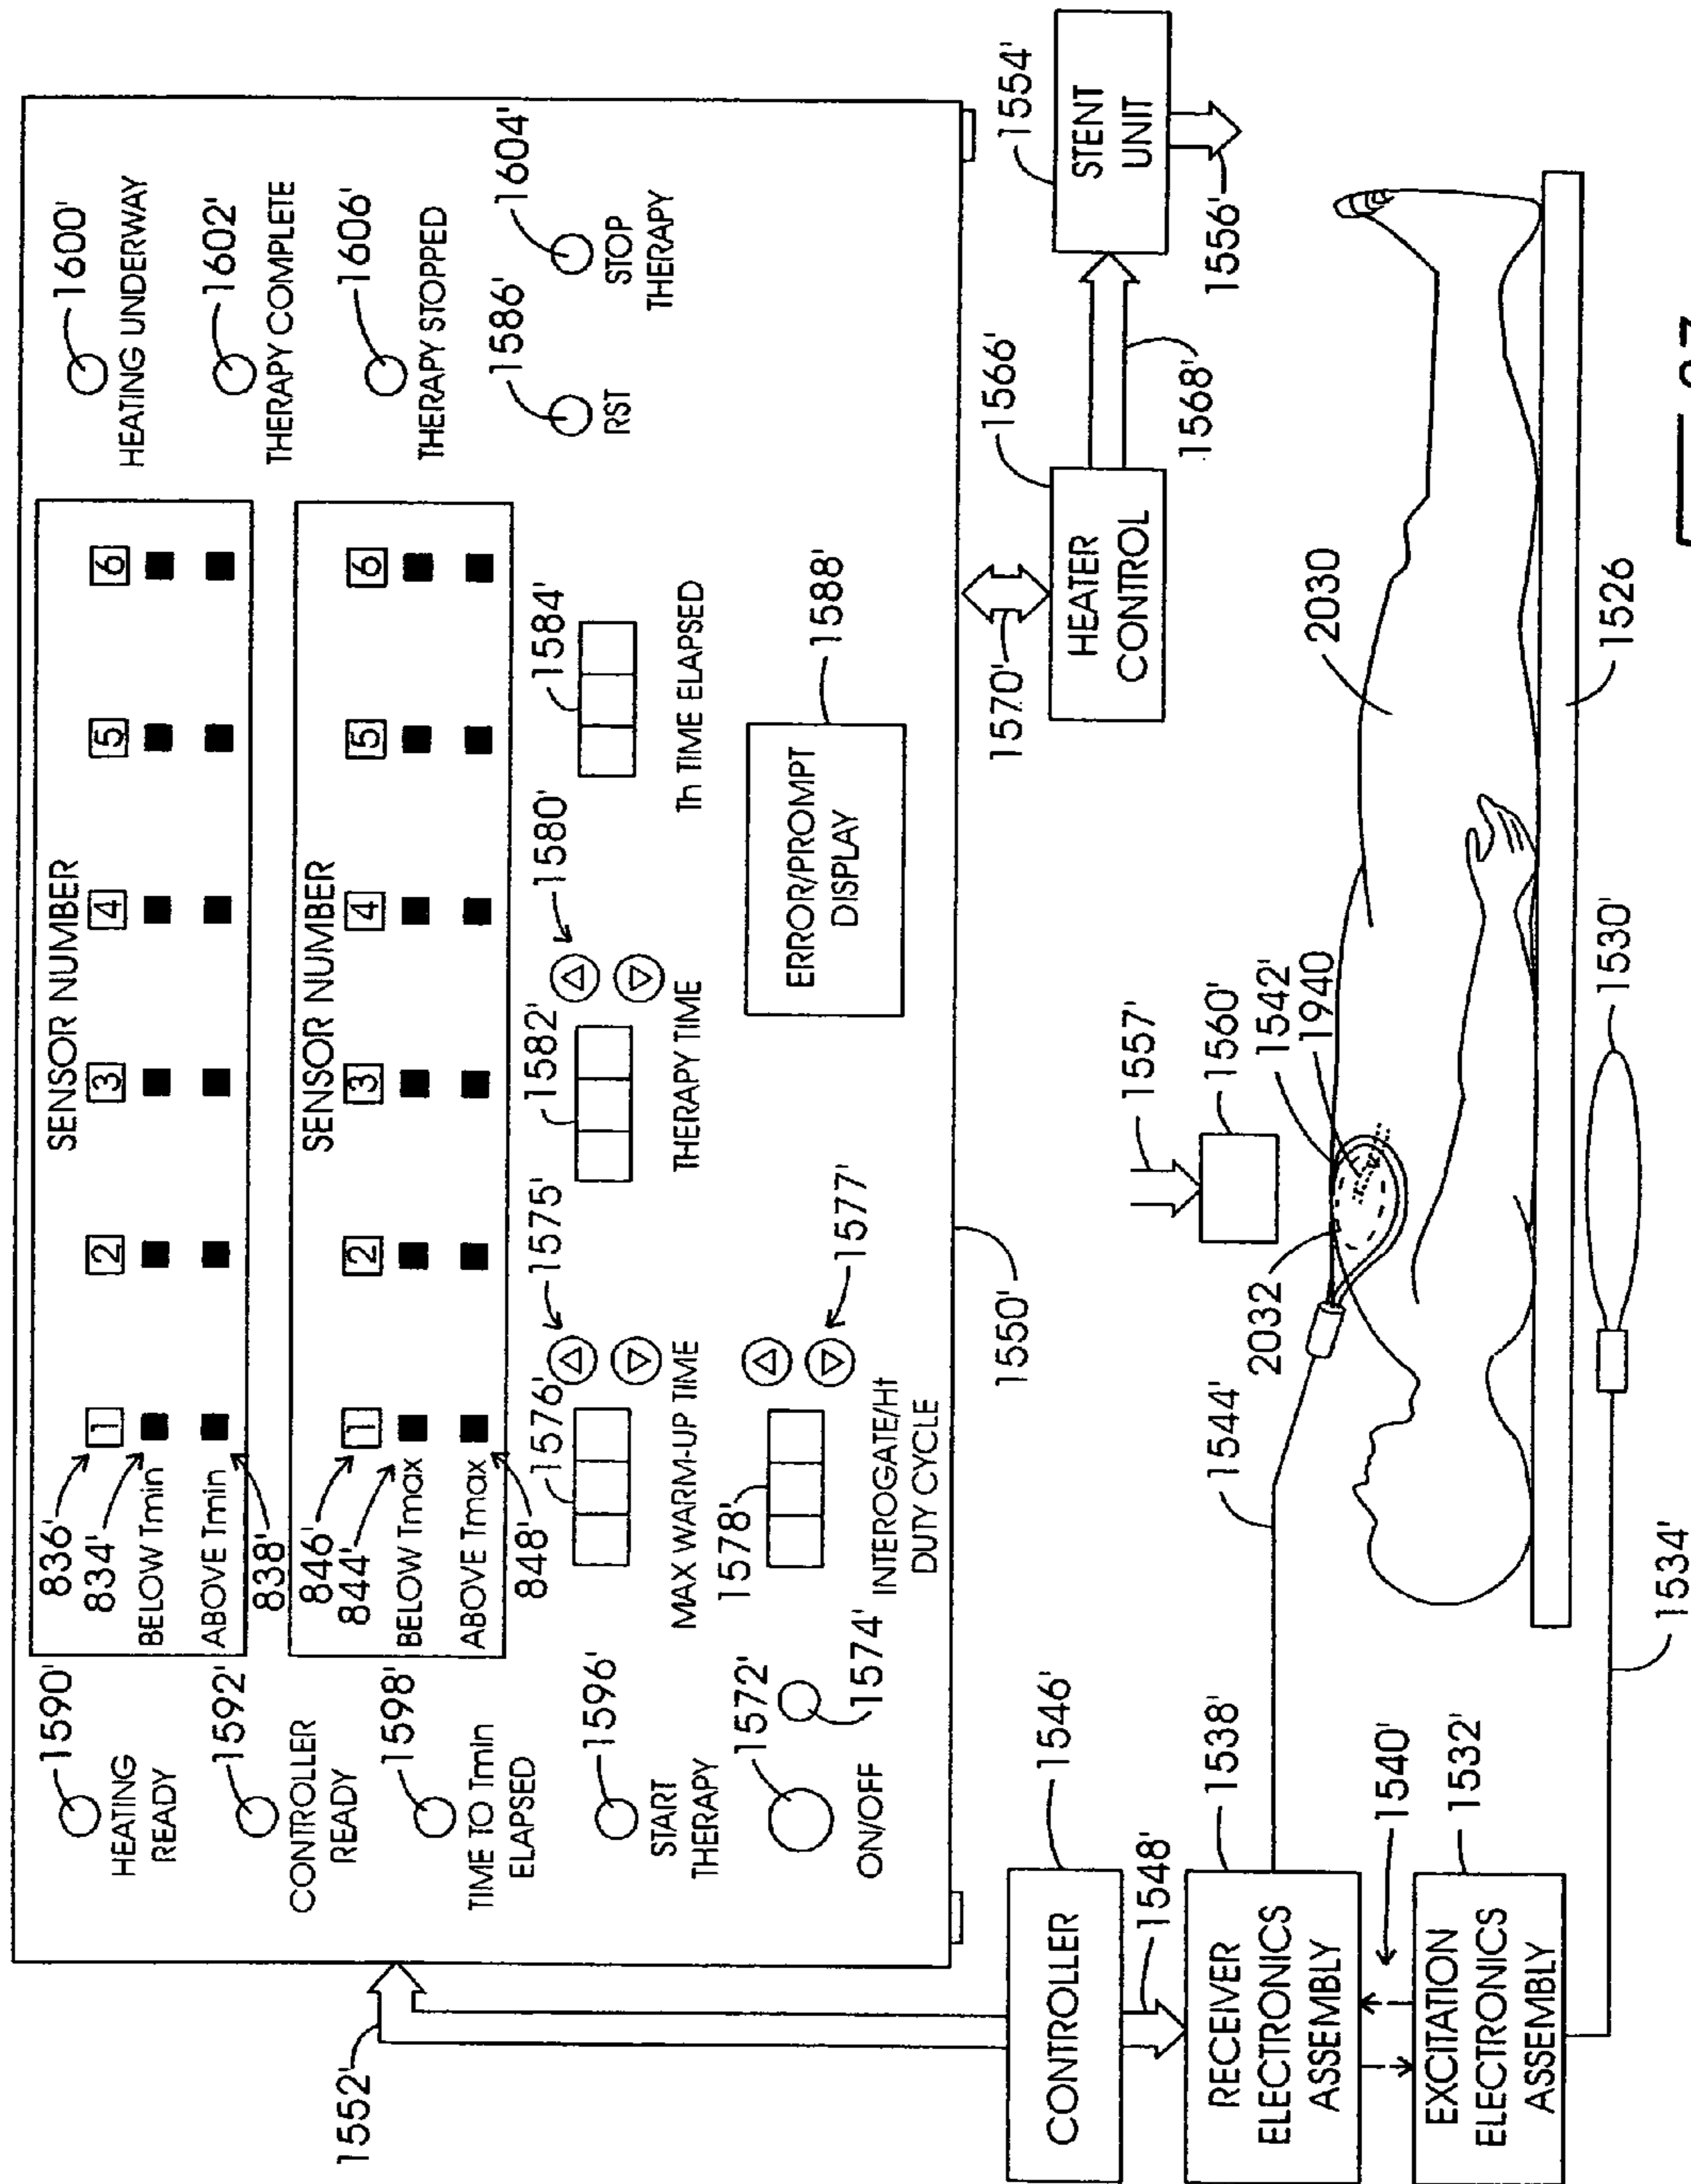 1590'
HEATING
READY
1592'
CONTROLLER
READY
1598'
TIME TO Tmin
ELAPSED
1596'
START
THERAPY
1572'
ON/OFF
1574'
SENSOR NUMBER
836'
1 2 3 4 5 6
834'
BELOW Tmin
ABOVE Tmin
838'
SENSOR NUMBER
846'
1 2 3 4 5 6
844'
BELOW Tmax
ABOVE Tmax
848'
1576'
1575'
MAX WARM-UP TIME
1578'
1577'
INTEROGATE/Ht
DUTY CYCLE
1582'
1580'
THERAPY TIME
1584'
Th TIME ELAPSED
ERROR/PROMPT
DISPLAY
1588'
1600'
HEATING UNDERWAY
1602'
THERAPY COMPLETE
1606'
THERAPY STOPPED
1586'
RST
1604'
STOP
THERAPY
1550'
1552'
CONTROLLER
1546'
1548'
RECEIVER
ELECTRONICS
ASSEMBLY
1538'
1540'
EXCITATION
ELECTRONICS
ASSEMBLY
1532'
1544'
1534'
2032
1557'
1560'
1542'
1940
1530'
1570'
HEATER
CONTROL
1566'
1568'
STENT
UNIT
1554'
1556'
2030
1526